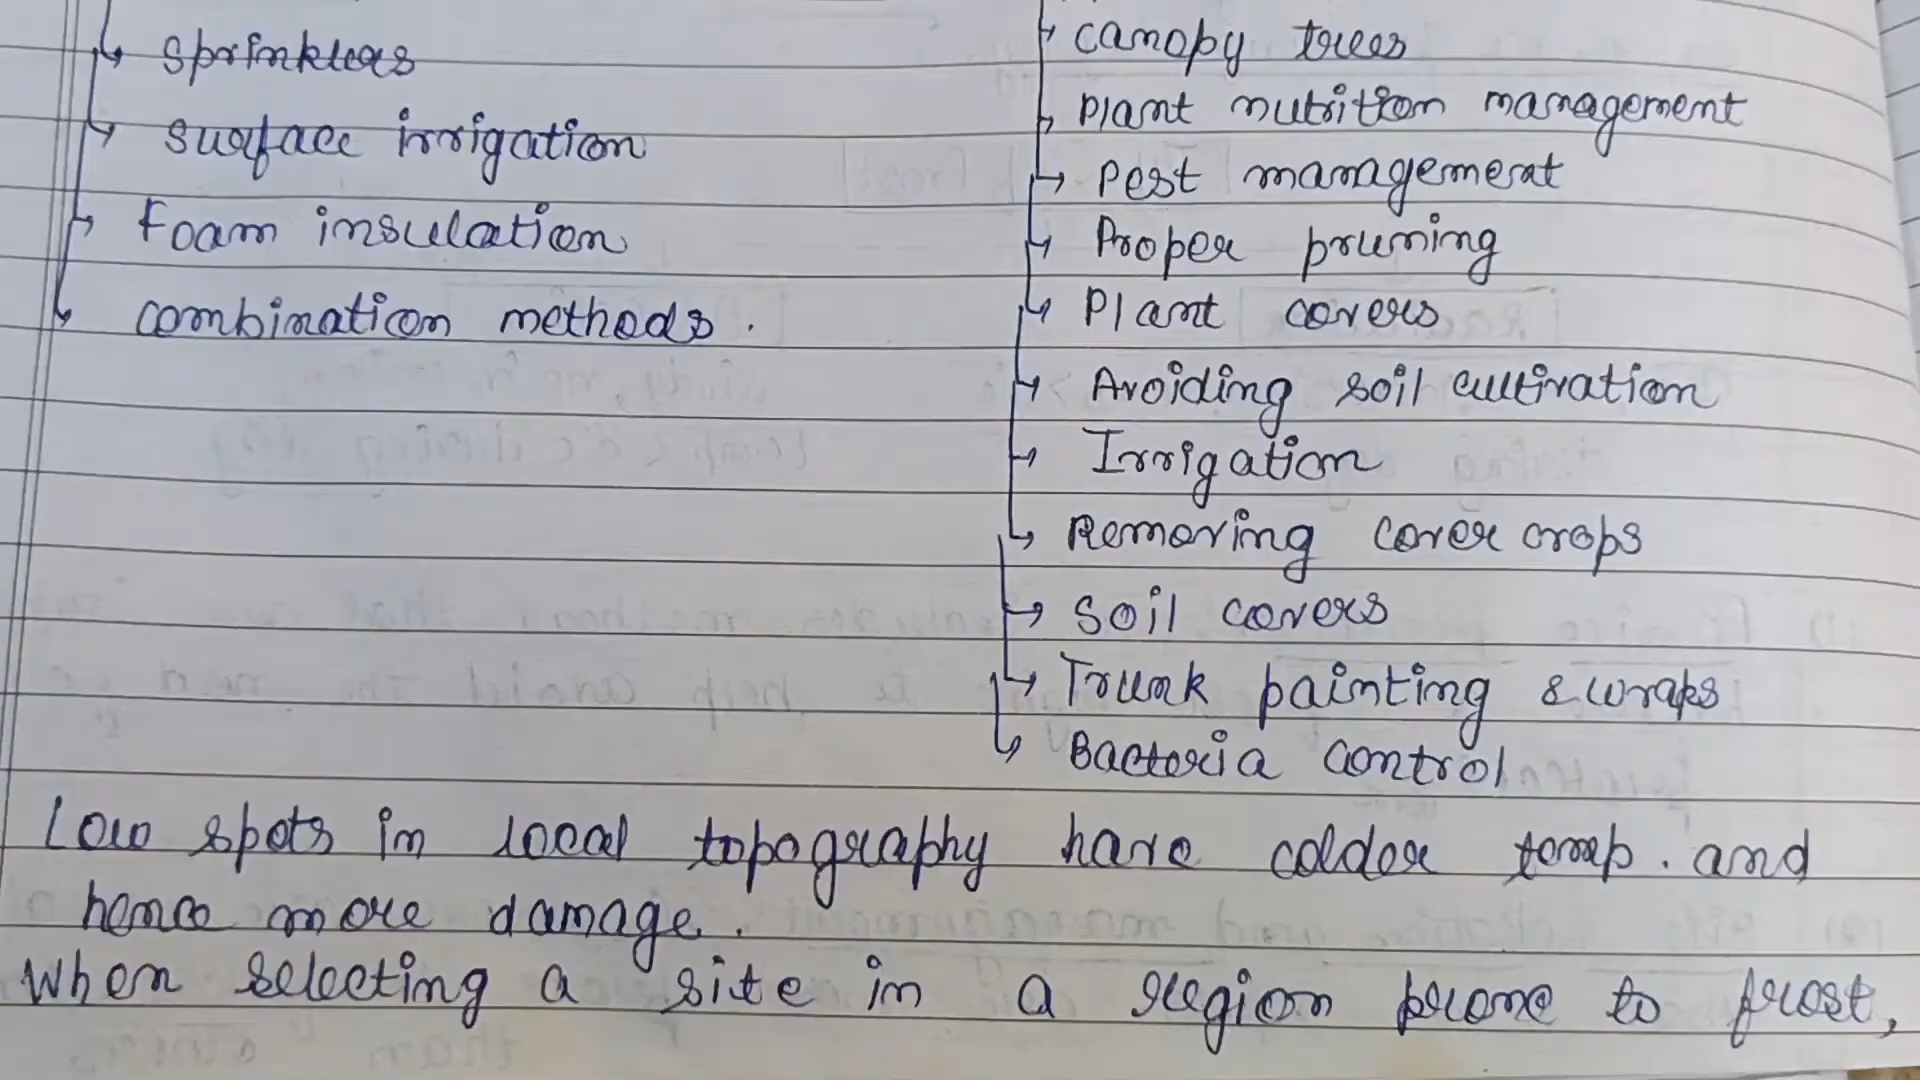 Sprinklers
Surface irrigation
Foam insulation
combination methods.
canopy trees
Plant nutrition management
Pest management
Proper pruning
Plant covers
Avoiding soil cultivation
Irrigation
Removing cover crops
Soil covers
Trunk painting & wraps
Bacteria control
Low spots in local topography have colder temp. and
hence more damage.
When selecting a site in a region prone to frost,